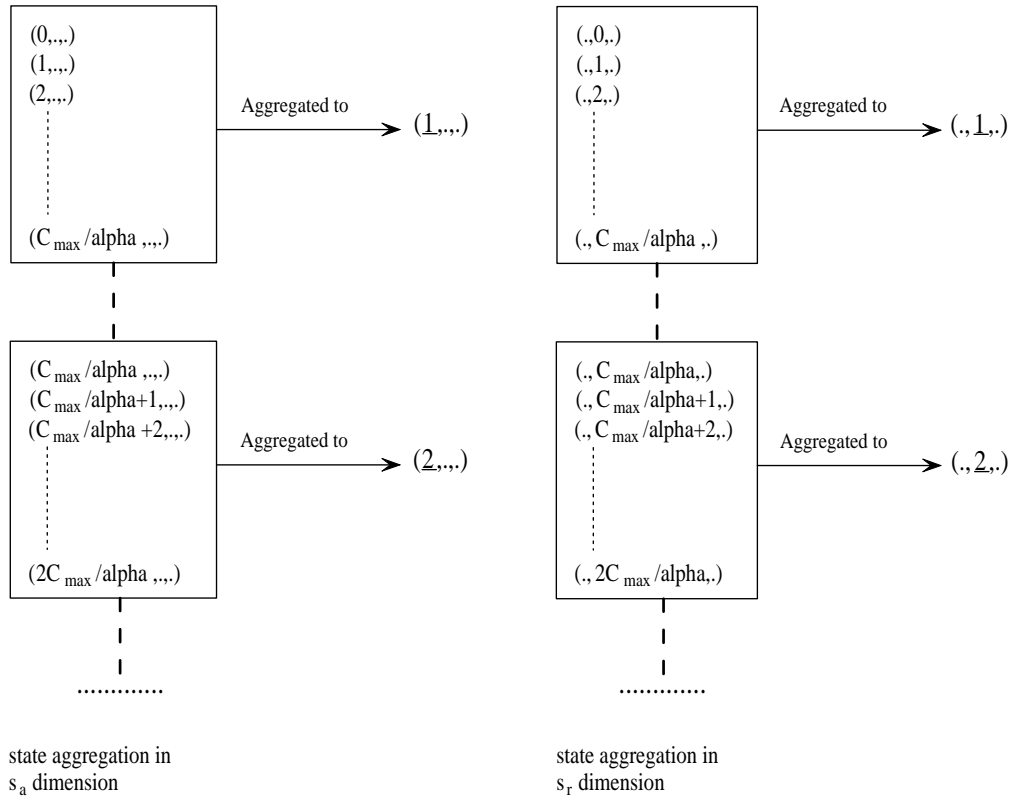 (0,.,.)
(1,.,.)
(2,.,.)
(C max /alpha ,.,.)
Aggregated to
(1,.,.)
(C max /alpha ,.,.)
(C max /alpha+1,.,.)
(C max /alpha +2,.,.)
(2C max /alpha ,.,.)
Aggregated to
(2,.,.)
.............
state aggregation in
s a dimension
(.,0,.)
(.,1,.)
(.,2,.)
(., C max /alpha ,.)
Aggregated to
(., 1,.)
(., C max /alpha,.)
(., C max /alpha+1,.)
(., C max /alpha+2,.)
(., 2C max /alpha,.)
Aggregated to
(., 2,.)
.............
state aggregation in
s r dimension